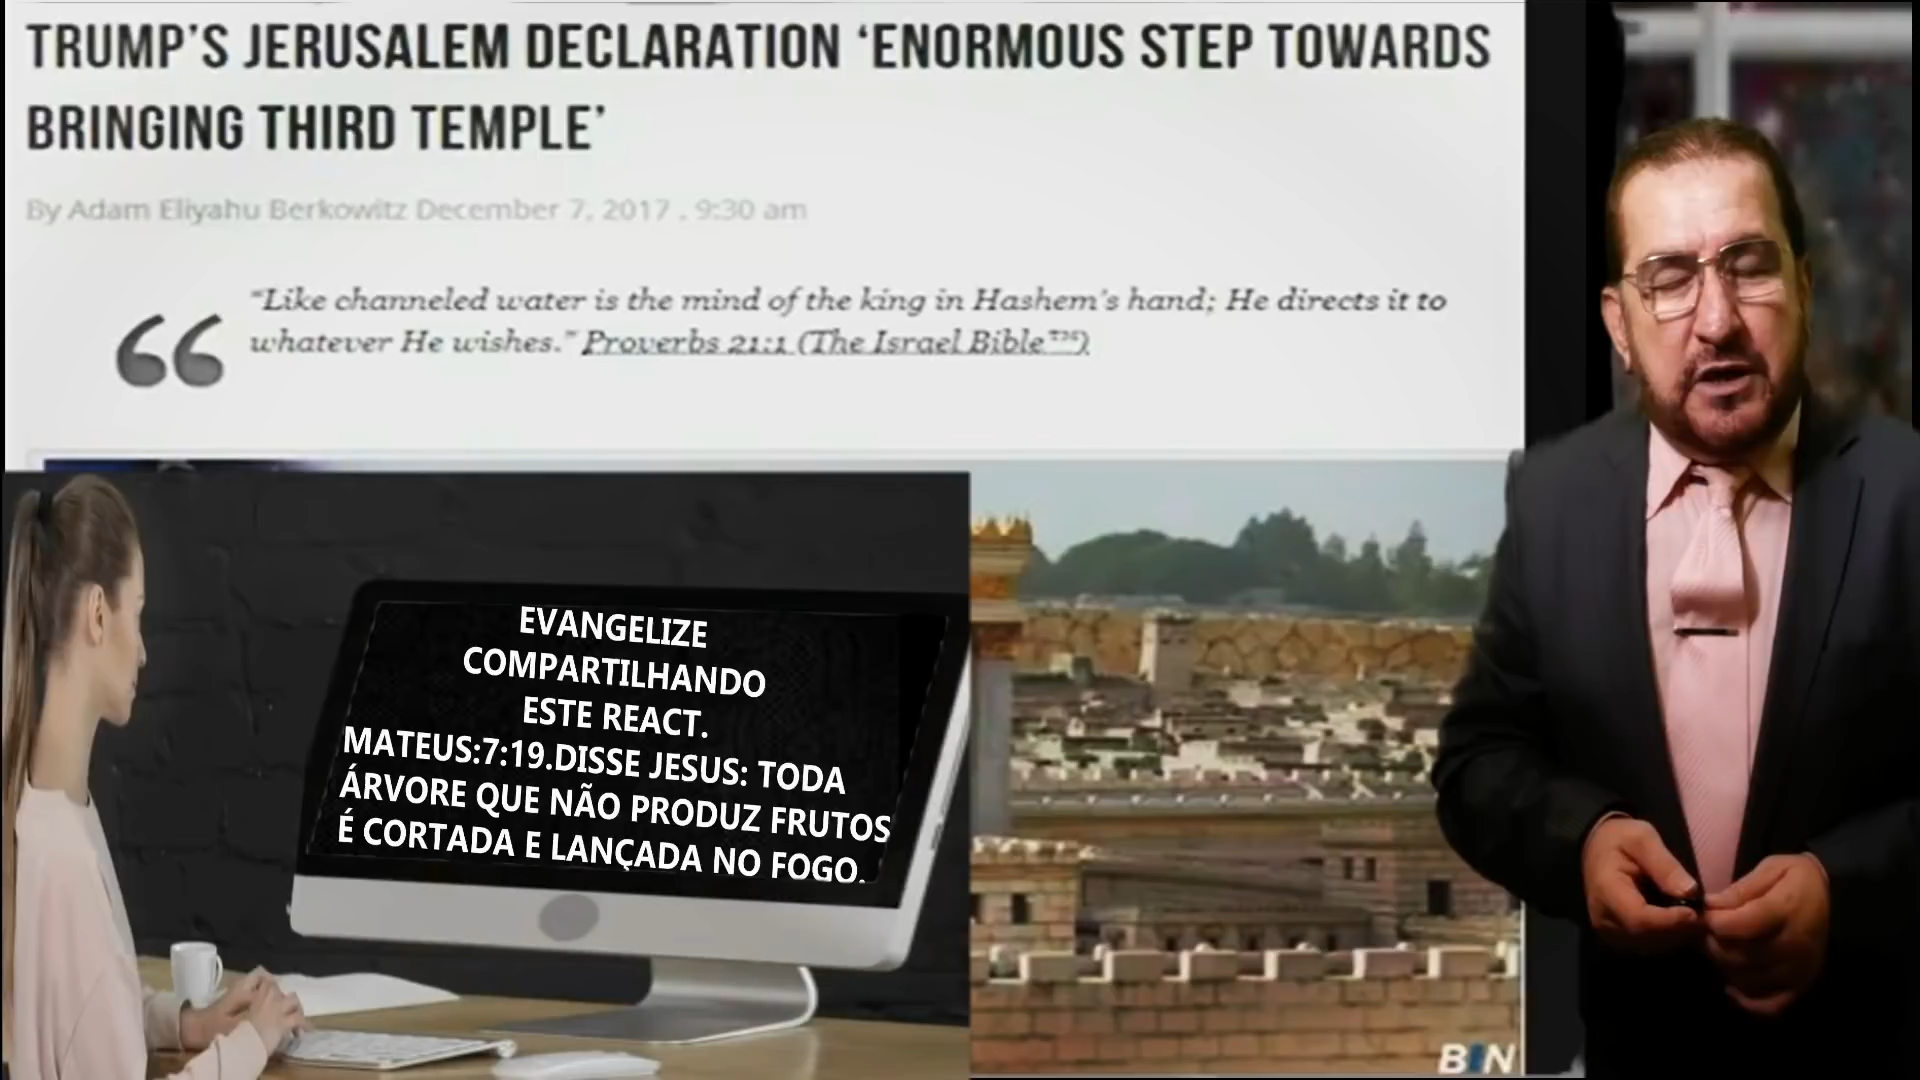 TRUMP'S JERUSALEM DECLARATION ‘ENORMOUS STEP TOWARDS
BRINGING THIRD TEMPLE’
By Adam Eliyahu Berkowitz December 7, 2017 , 9:30 am
“Like channeled water is the mind of the king in Hashem's hand; He directs it to
whatever He wishes.” Proverbs 21:1 (The Israel Bible™)
EVANGELIZE
COMPARTILHANDO
ESTE REACT.
MATEUS:7:19.DISSE JESUS: TODA
ÁRVORE QUE NÃO PRODUZ FRUTOS
É CORTADA E LANÇADA NO FOGO.
BIN